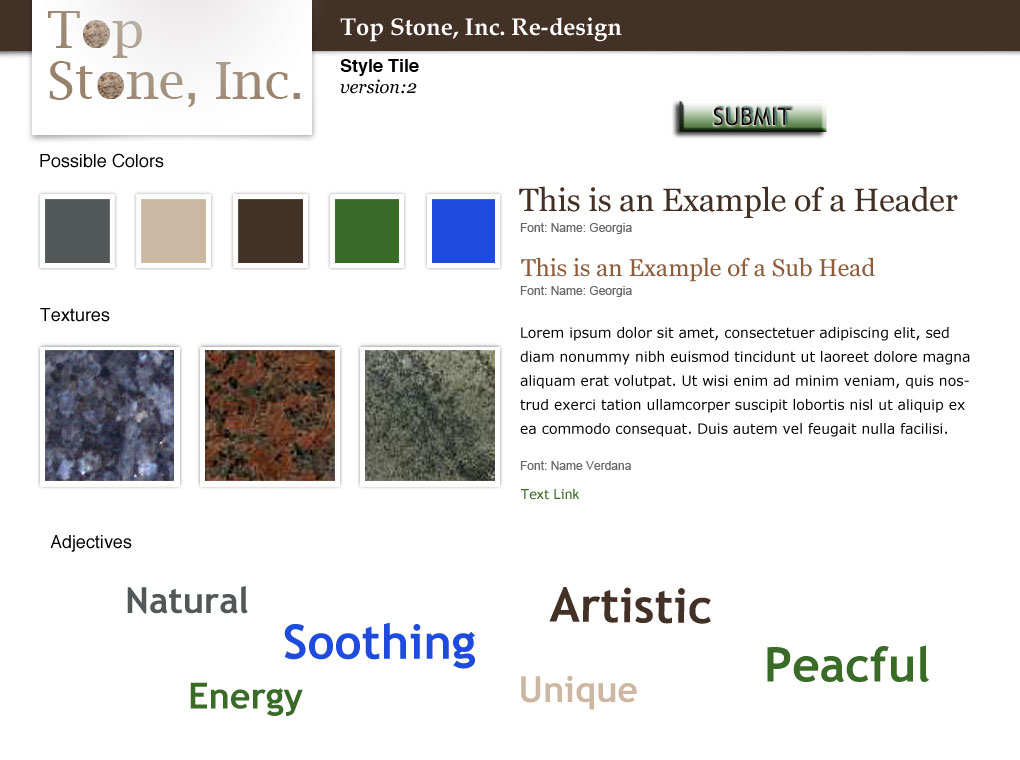 Top
Stone, Inc.
Top Stone, Inc. Re-design
Style Tile
version:2
SUBMIT
Possible Colors
Textures
This is an Example of a Header
Font: Name: Georgia
This is an Example of a Sub Head
Font: Name: Georgia
Lorem ipsum dolor sit amet, consectetuer adipiscing elit, sed
diam nonummy nibh euismod tincidunt ut laoreet dolore magna
aliquam erat volutpat. Ut wisi enim ad minim veniam, quis nos-
trud exerci tation ullamcorper suscipit lobortis nisl ut aliquip ex
ea commodo consequat. Duis autem vel feugait nulla facilisi.
Font: Name Verdana
Text Link
Adjectives
Natural
Soothing
Energy
Artistic
Unique
Peacful